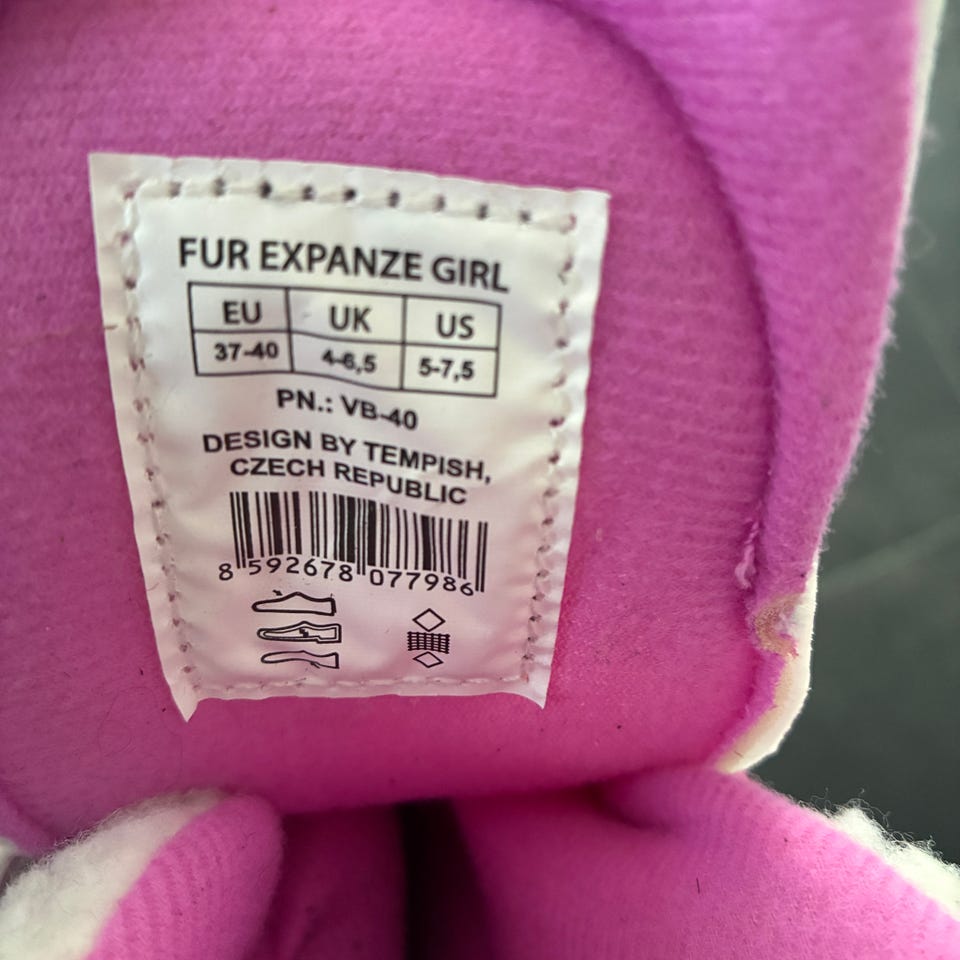 FUR EXPANZE GIRL
EU UK US
37-40 4-6,5 5-7,5
PN.: VB-40
DESIGN BY TEMPISH,
CZECH REPUBLIC
8 592678 077986